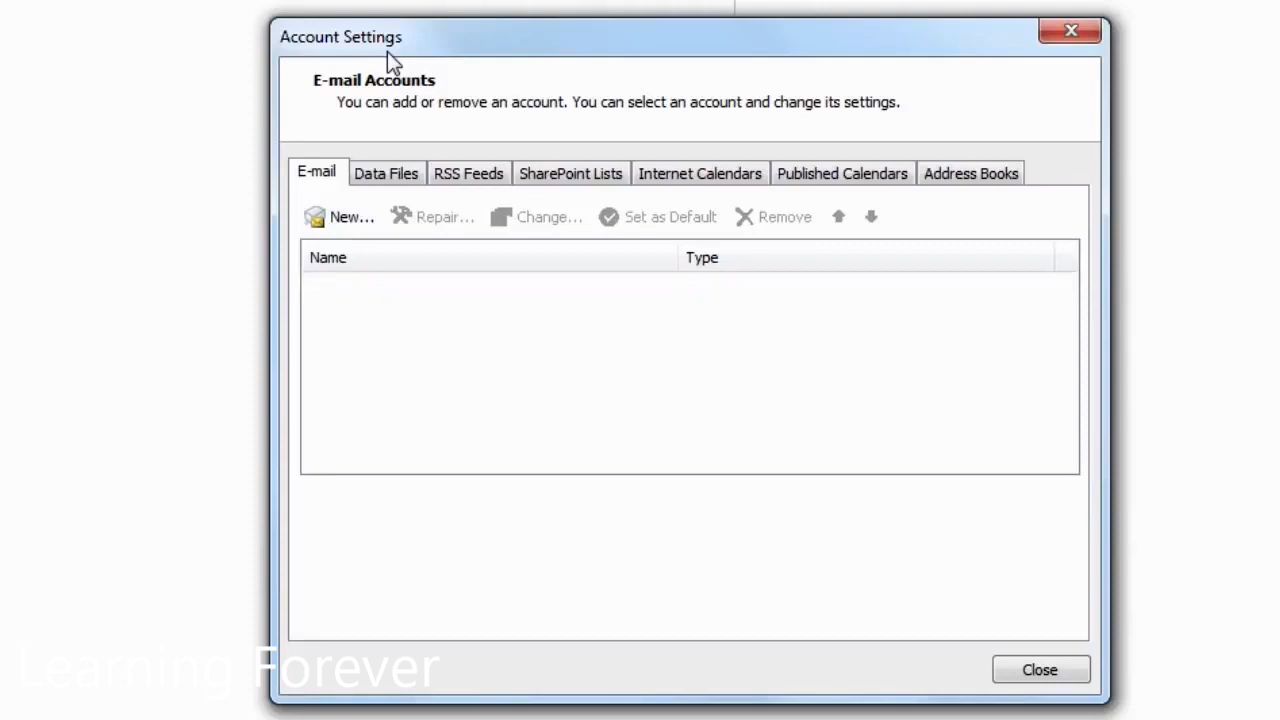 Account Settings
E-mail Accounts
You can add or remove an account. You can select an account and change its settings.
E-mail Data Files RSS Feeds SharePoint Lists Internet Calendars Published Calendars Address Books
New... Repair... Change... Set as Default Remove
Name Type
Learning Forever
Close